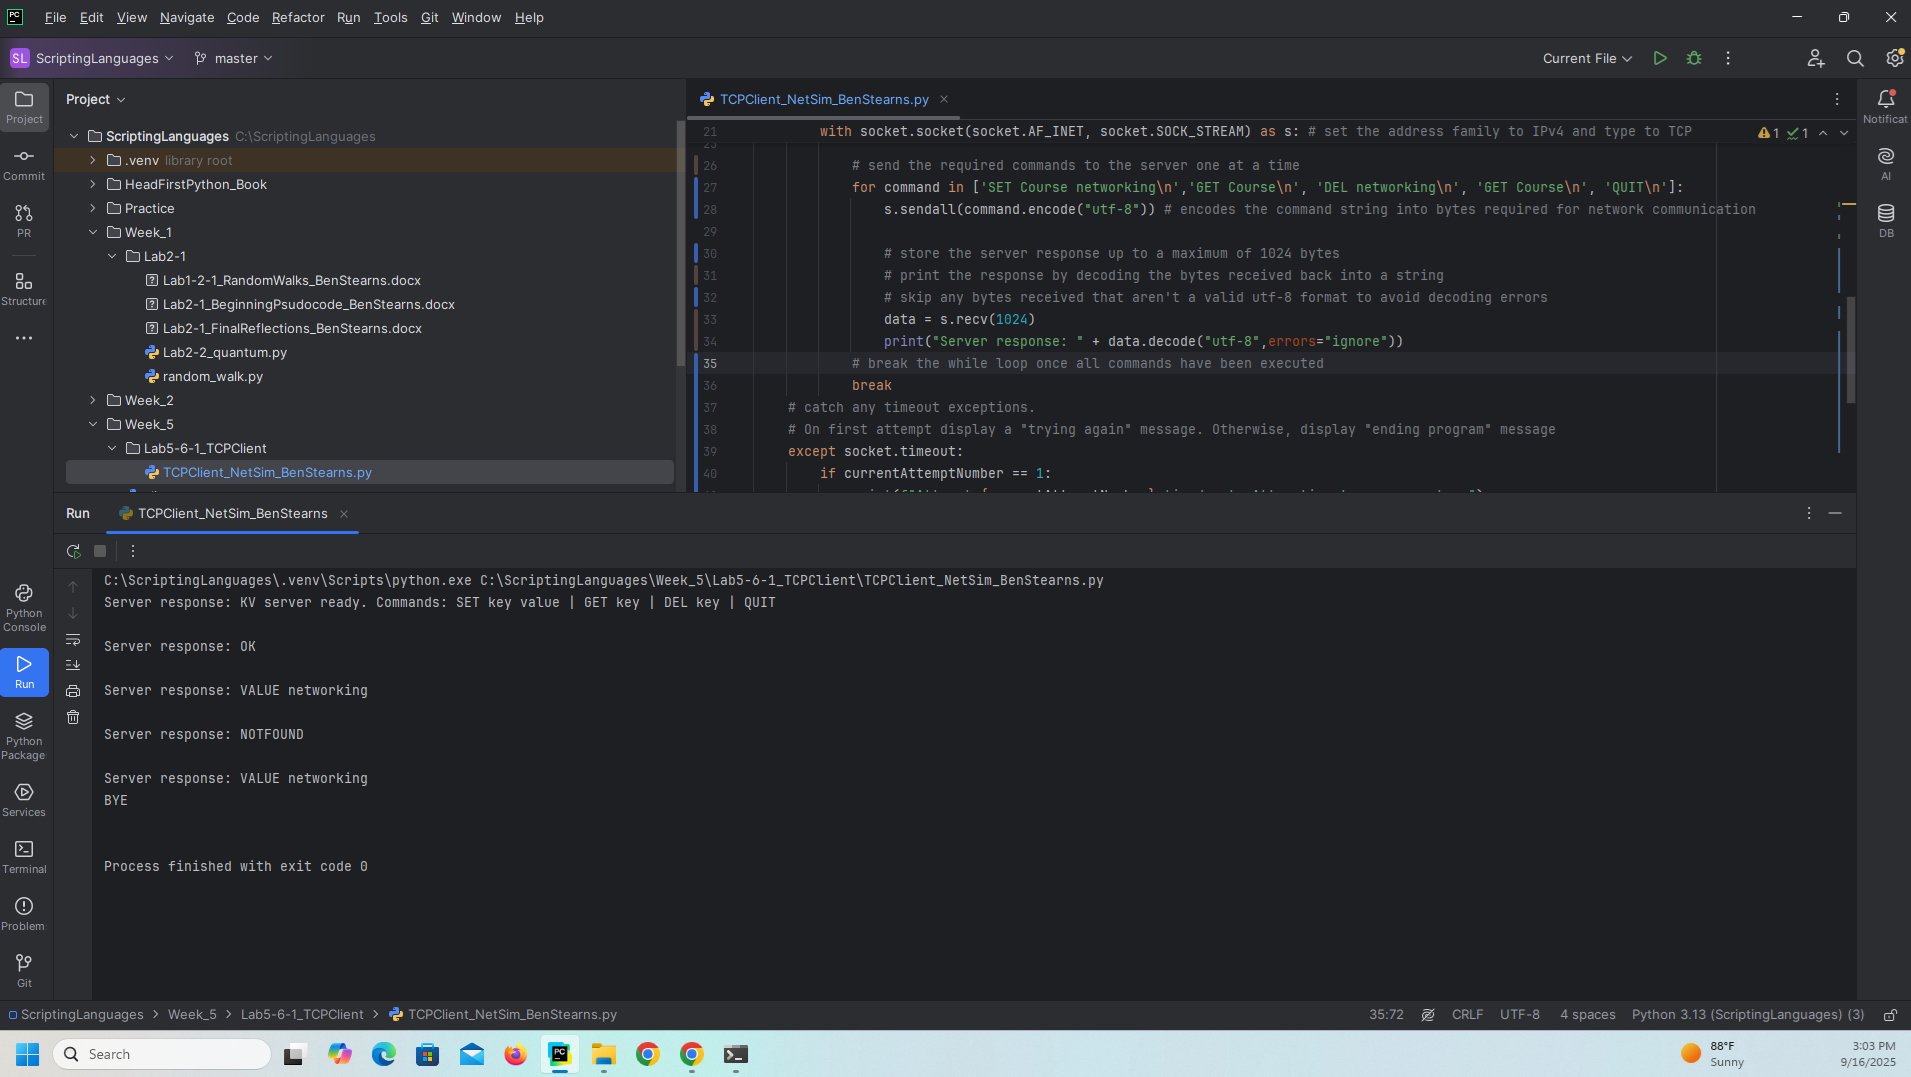 PC File Edit View Navigate Code Refactor Run Tools Git Window Help
SL ScriptingLanguages master Current File
Project
Commit
PR
Structure
Project
ScriptingLanguages C:\ScriptingLanguages
.venv library root
HeadFirstPython_Book
Practice
Week_1
Lab2-1
Lab1-2-1_RandomWalks_BenStearns.docx
Lab2-1_BeginningPsudocode_BenStearns.docx
Lab2-1_FinalReflections_BenStearns.docx
Lab2-2_quantum.py
random_walk.py
Week_2
Week_5
Lab5-6-1_TCPClient
TCPClient_NetSim_BenStearns.py
TCPClient_NetSim_BenStearns.py
21 with socket.socket(socket.AF_INET, socket.SOCK_STREAM) as s: # set the address family to IPv4 and type to TCP
1 1
26 # send the required commands to the server one at a time
27 for command in ['SET Course networking\n','GET Course\n', 'DEL networking\n', 'GET Course\n', 'QUIT\n']:
28 s.sendall(command.encode("utf-8")) # encodes the command string into bytes required for network communication
29
30 # store the server response up to a maximum of 1024 bytes
31 # print the response by decoding the bytes received back into a string
32 # skip any bytes received that aren't a valid utf-8 format to avoid decoding errors
33 data = s.recv(1024)
34 print("Server response: " + data.decode("utf-8",errors="ignore"))
35 # break the while loop once all commands have been executed
36 break
37 # catch any timeout exceptions.
38 # On first attempt display a "trying again" message. Otherwise, display "ending program" message
39 except socket.timeout:
40 if currentAttemptNumber == 1:
Notificat
AI
DB
Run TCPClient_NetSim_BenStearns
C:\ScriptingLanguages\.venv\Scripts\python.exe C:\ScriptingLanguages\Week_5\Lab5-6-1_TCPClient\TCPClient_NetSim_BenStearns.py
Server response: KV server ready. Commands: SET key value | GET key | DEL key | QUIT
Server response: OK
Server response: VALUE networking
Server response: NOTFOUND
Server response: VALUE networking
BYE
Process finished with exit code 0
Python
Console
Run
Python
Package
Services
Terminal
Problem
Git
ScriptingLanguages > Week_5 > Lab5-6-1_TCPClient > TCPClient_NetSim_BenStearns.py
35:72 CRLF UTF-8 4 spaces Python 3.13 (ScriptingLanguages) (3)
Search
PC
88°F
Sunny
3:03 PM
9/16/2025